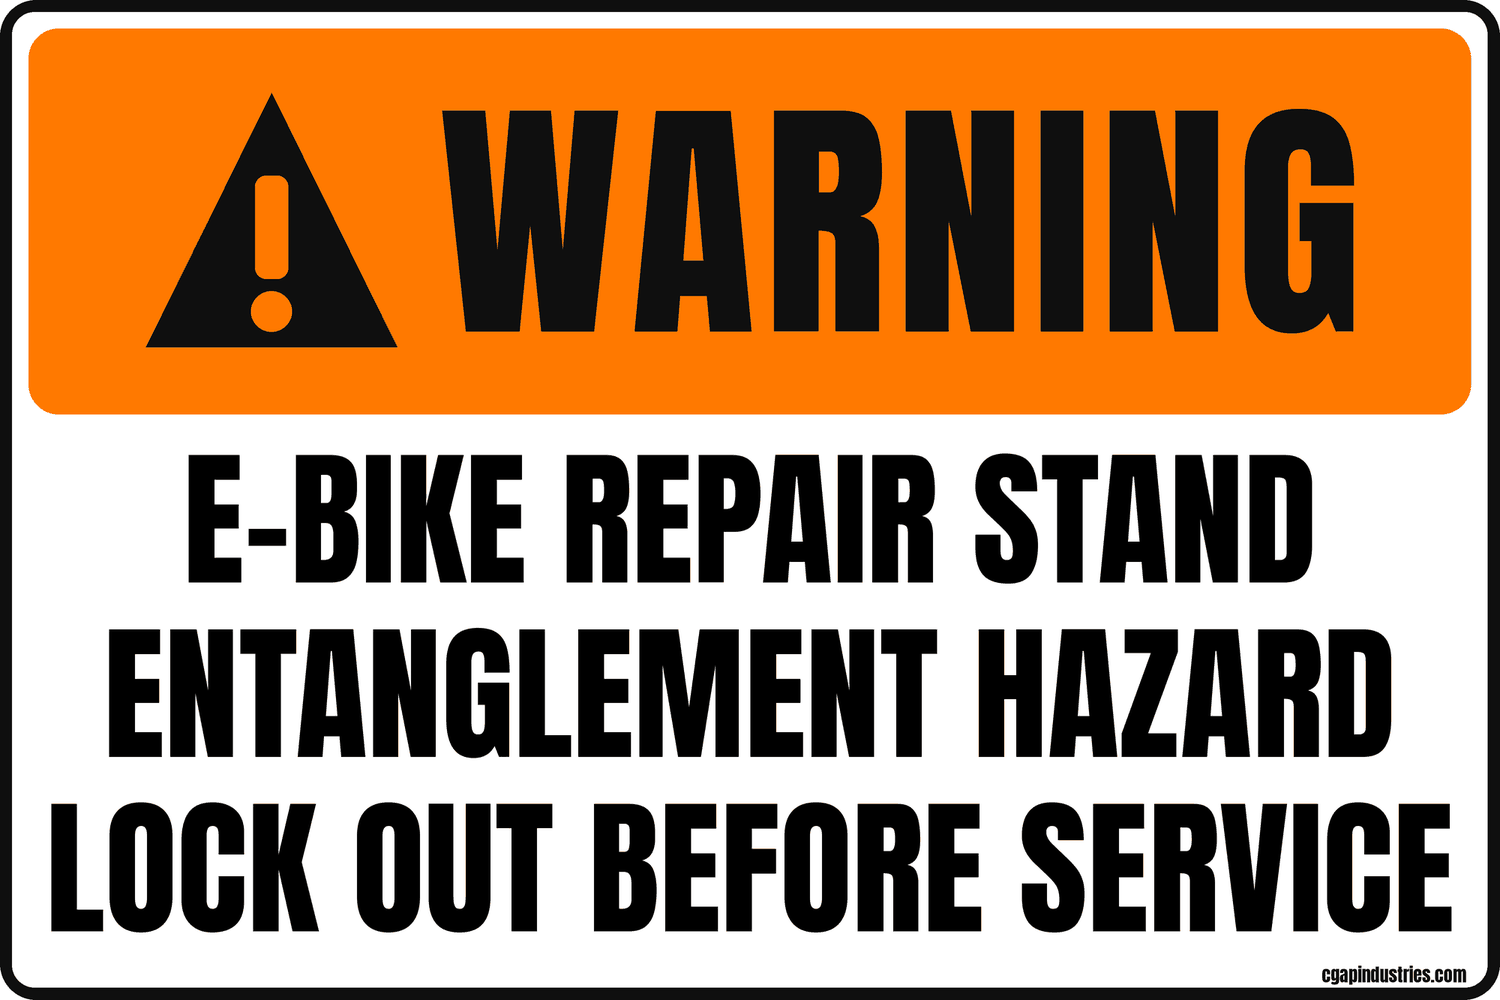 WARNING
E-BIKE REPAIR STAND
ENTANGLEMENT HAZARD
LOCK OUT BEFORE SERVICE
cgapindustries.com